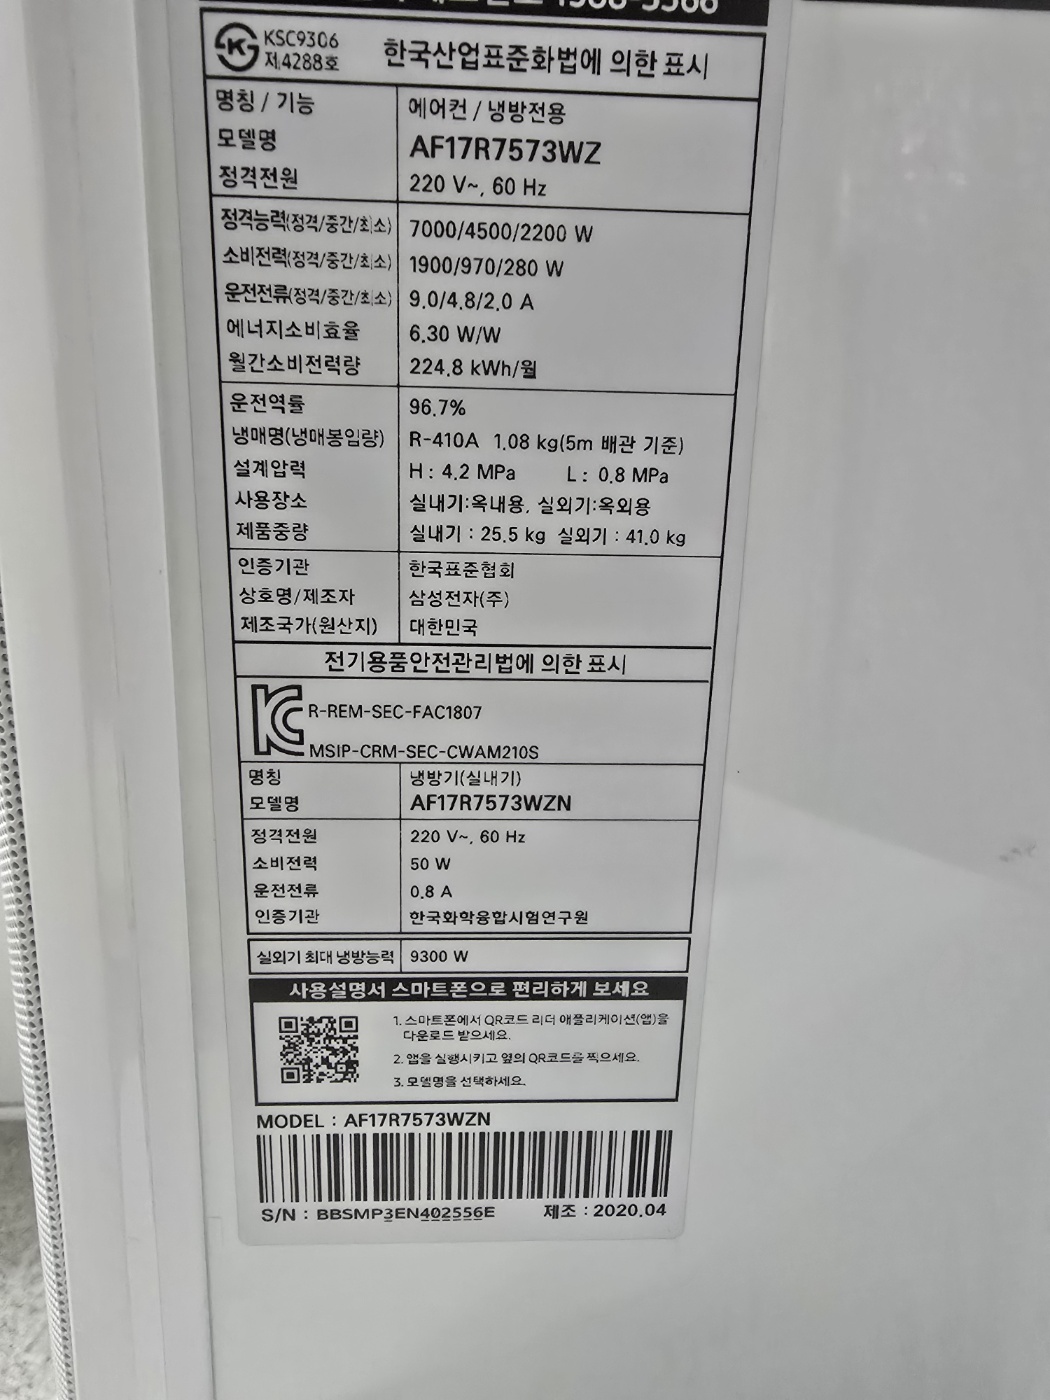 KSC9306
제4288호
한국산업표준화법에 의한 표시
명칭 / 기능 에어컨 / 냉방전용
모델명 AF17R7573WZ
정격전원 220 V~, 60 Hz
정격능력(정격/중간/최소) 7000/4500/2200 W
소비전력(정격/중간/최소) 1900/970/280 W
운전전류(정격/중간/최소) 9.0/4.8/2.0 A
에너지소비효율 6.30 W/W
월간소비전력량 224.8 kWh/월
운전역률 96.7%
냉매명(냉매봉입량) R-410A 1.08 kg(5m 배관 기준)
설계압력 H : 4.2 MPa L : 0.8 MPa
사용장소 실내기:옥내용, 실외기:옥외용
제품중량 실내기 : 25.5 kg 실외기 : 41.0 kg
인증기관 한국표준협회
상호명/제조자 삼성전자(주)
제조국가(원산지) 대한민국
전기용품안전관리법에 의한 표시
R-REM-SEC-FAC1807
MSIP-CRM-SEC-CWAM210S
명칭 냉방기(실내기)
모델명 AF17R7573WZN
정격전원 220 V~, 60 Hz
소비전력 50 W
운전전류 0.8 A
인증기관 한국화학융합시험연구원
실외기 최대 냉방능력 9300 W
사용설명서 스마트폰으로 편리하게 보세요
1. 스마트폰에서 QR코드 리더 애플리케이션(앱)을
다운로드 받으세요.
2. 앱을 실행시키고 옆의 QR코드를 찍으세요.
3. 모델명을 선택하세요.
MODEL : AF17R7573WZN
S/N : BBSMP3EN402556E 제조 : 2020.04